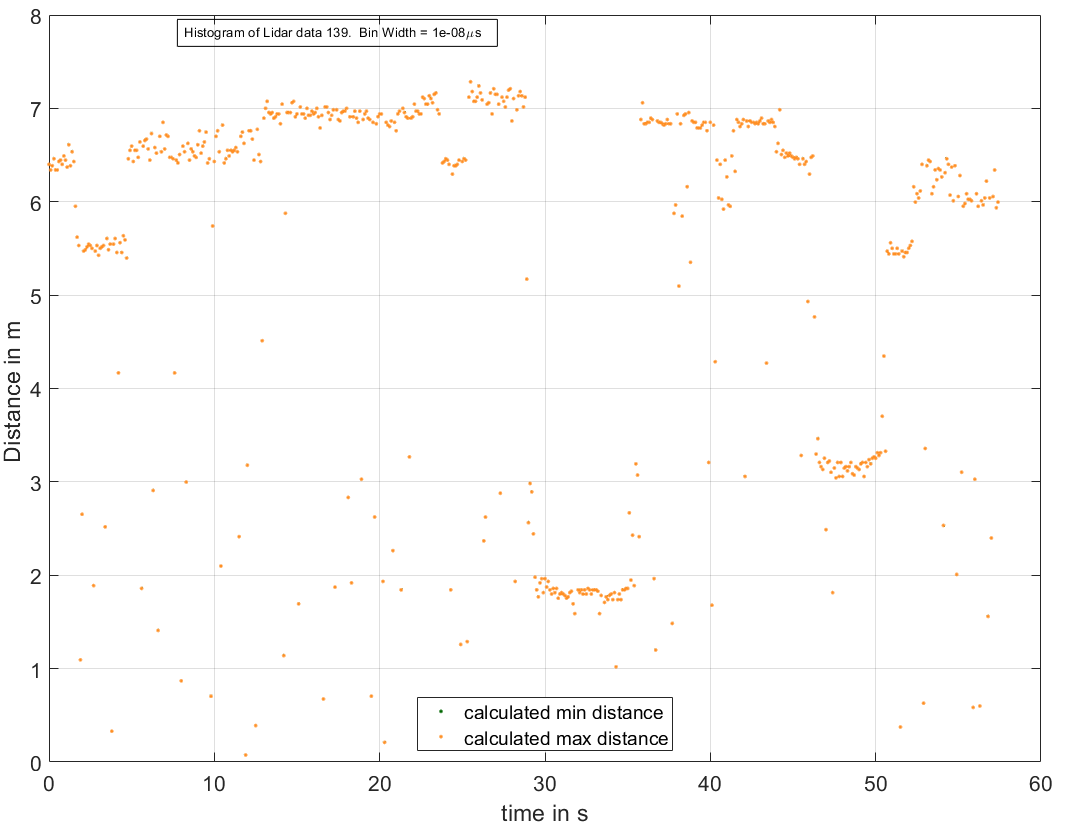 Histogram of Lidar data 139.  Bin Width = 1e-08μs
8
7
6
5
4
3
2
1
0
Distance in m
calculated min distance
calculated max distance
0 10 20 30 40 50 60
time in s